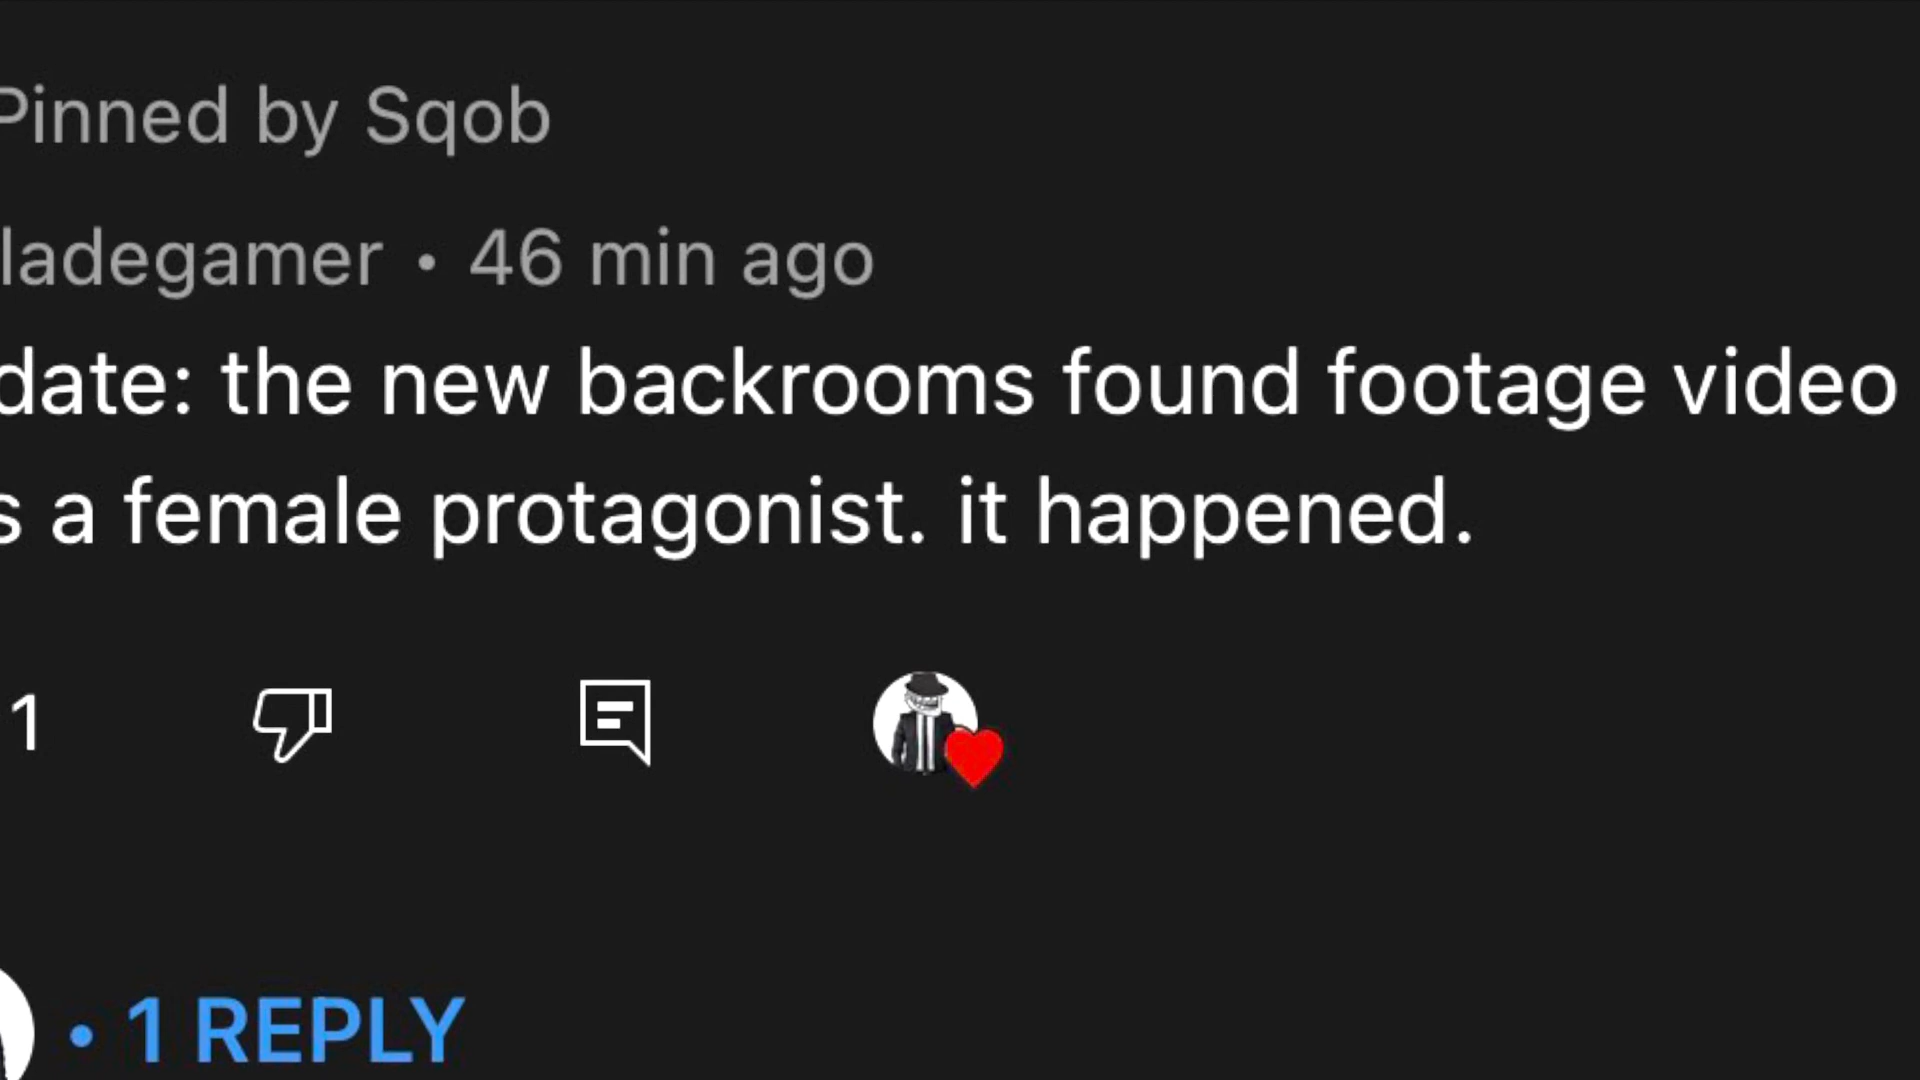 Pinned by Sqob
ladegamer • 46 min ago
date: the new backrooms found footage video
s a female protagonist. it happened.
1
• 1 REPLY